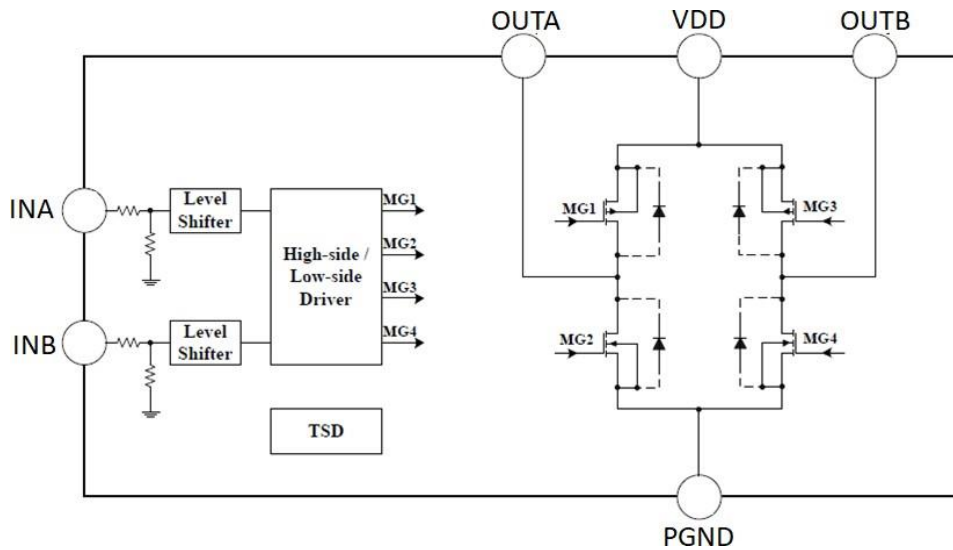 OUTA
VDD
OUTB
INA
Level
Shifter
High-side /
Low-side
Driver
MG1
MG2
MG3
MG4
MG1
MG3
INB
Level
Shifter
MG2
MG4
TSD
PGND